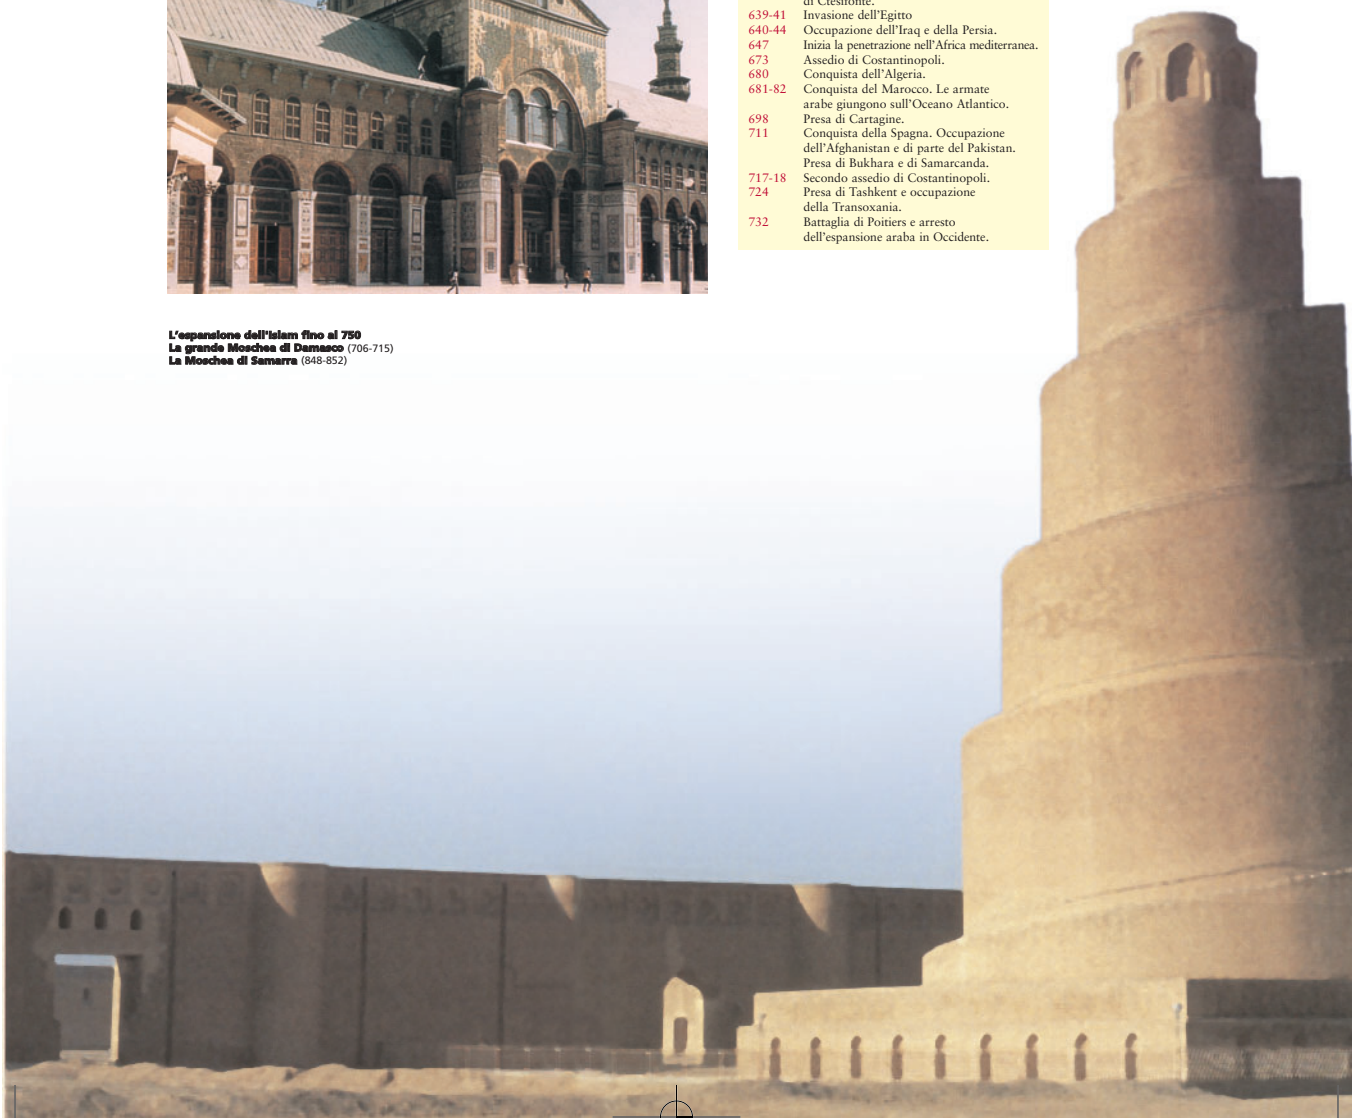 di Ctesifonte.
639-41 Invasione dell'Egitto
640-44 Occupazione dell'Iraq e della Persia.
647 Inizia la penetrazione nell'Africa mediterranea.
673 Assedio di Costantinopoli.
680 Conquista dell'Algeria.
681-82 Conquista del Marocco. Le armate
arabe giungono sull'Oceano Atlantico.
698 Presa di Cartagine.
711 Conquista della Spagna. Occupazione
dell'Afghanistan e di parte del Pakistan.
Presa di Bukhara e di Samarcanda.
717-18 Secondo assedio di Costantinopoli.
724 Presa di Tashkent e occupazione
della Transoxania.
732 Battaglia di Poitiers e arresto
dell'espansione araba in Occidente.
L'espansione dell'Islam fino al 750
La grande Moschea di Damasco (706-715)
La Moschea di Samarra (848-852)